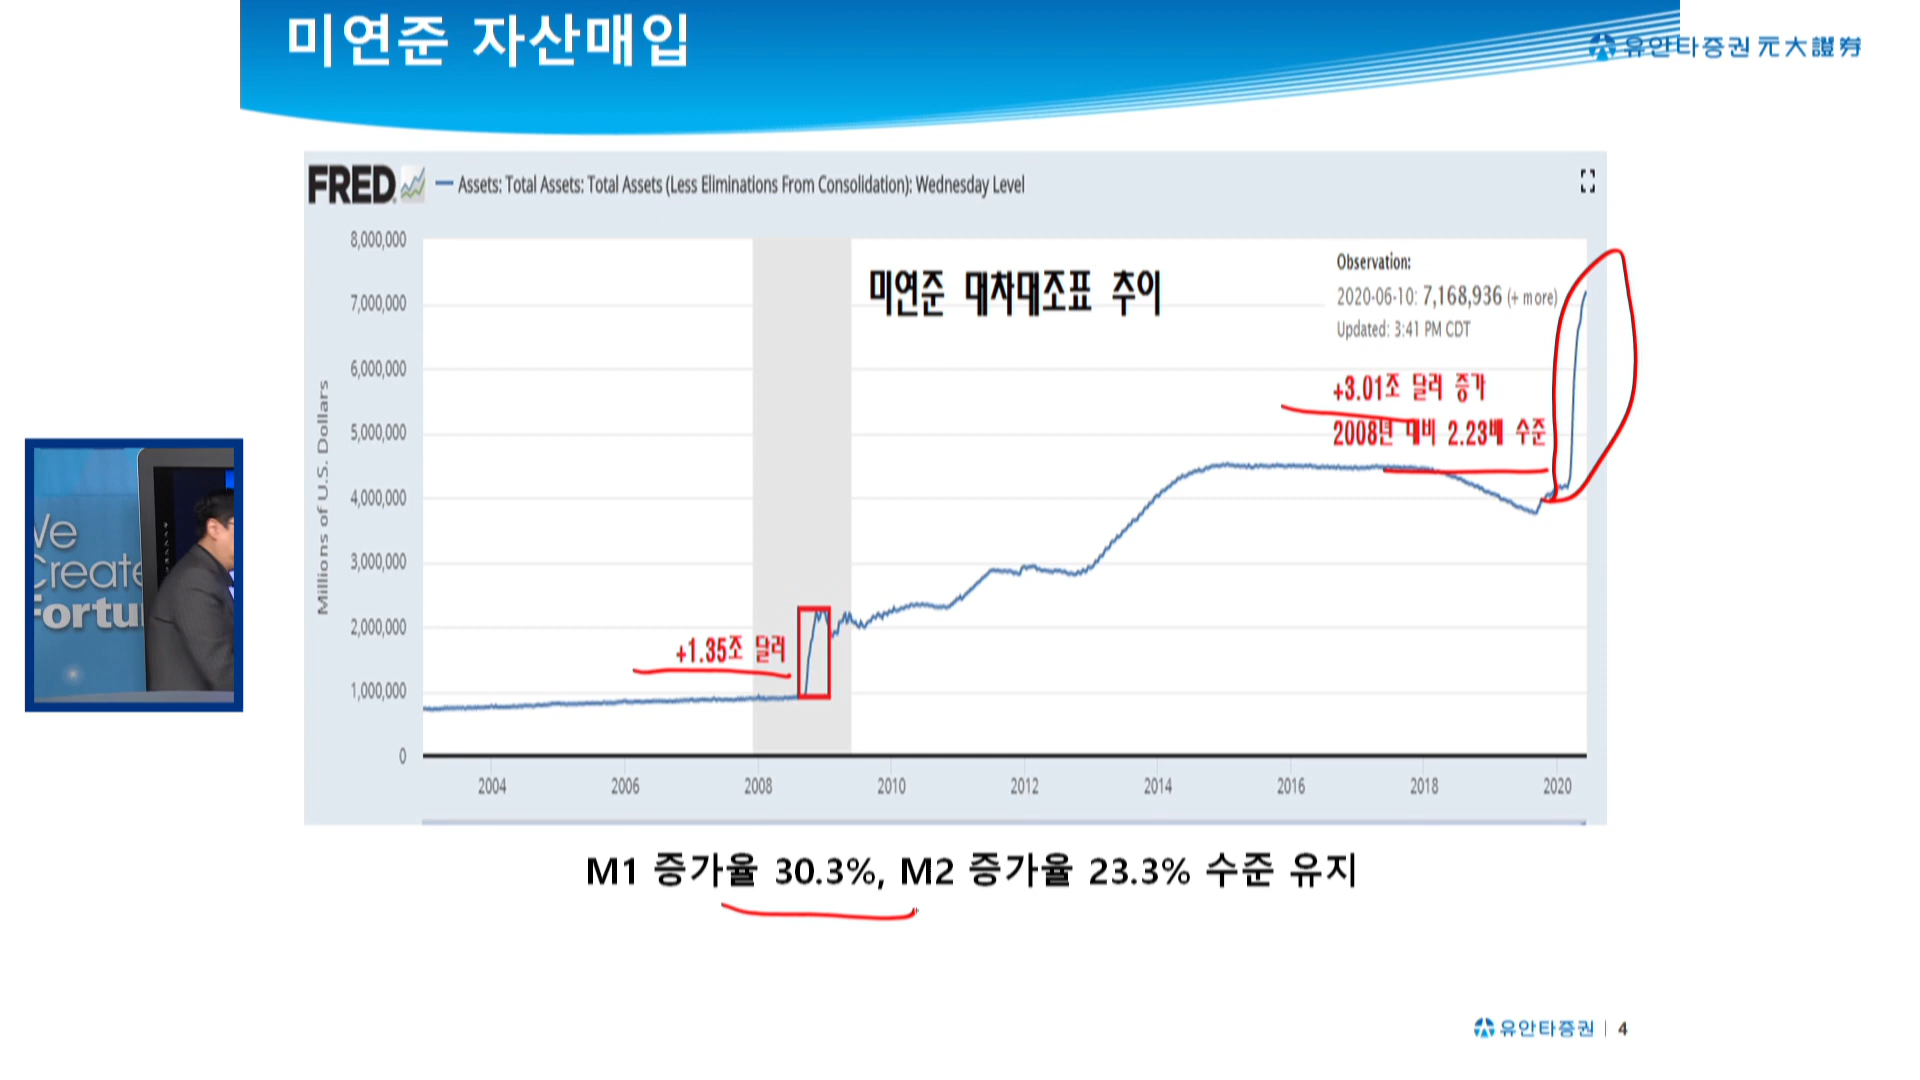 미연준 자산매입
유안타증권 元大證券
FRED
Assets: Total Assets: Total Assets (Less Eliminations From Consolidation): Wednesday Level
Millions of U.S. Dollars
8,000,000
7,000,000
6,000,000
5,000,000
4,000,000
3,000,000
2,000,000
1,000,000
0
미연준 대차대조표 추이
Observation:
2020-06-10: 7,168,936 (+ more)
Updated: 3:41 PM CDT
+3.01조 달러 증가
2008년 대비 2.23배 수준
+1.35조 달러
2004 2006 2008 2010 2012 2014 2016 2018 2020
We
Create
Fortu
M1 증가율 30.3%, M2 증가율 23.3% 수준 유지
유안타증권 | 4